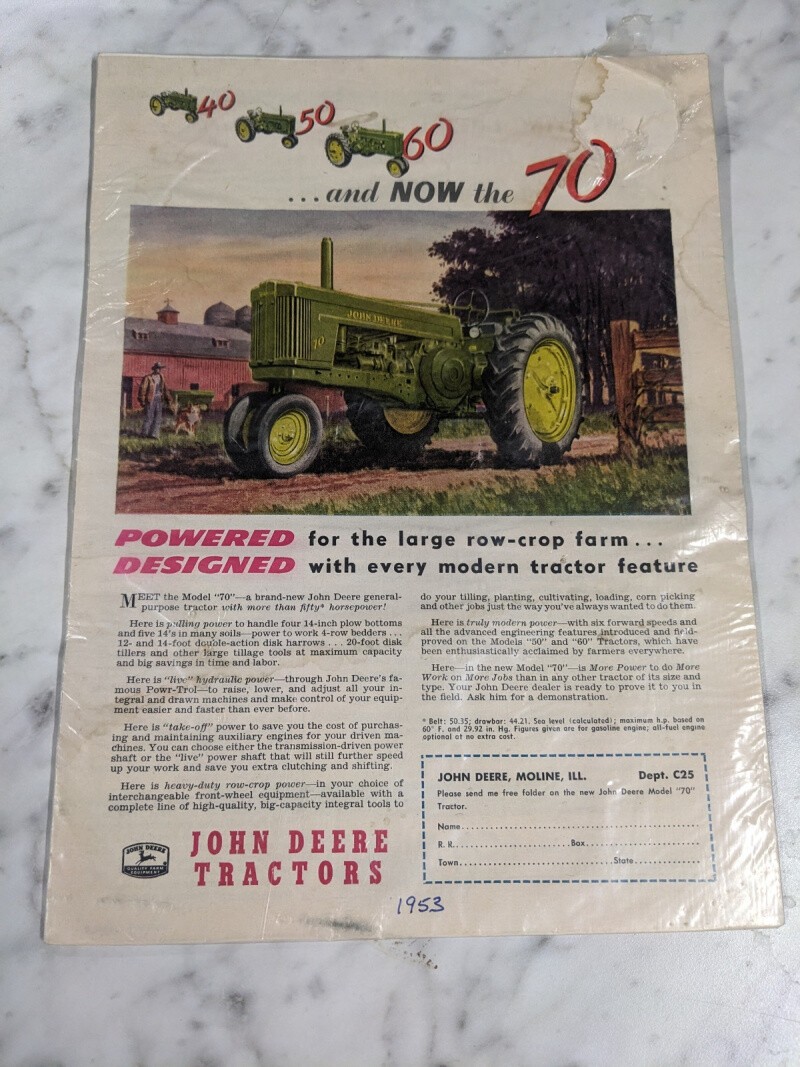 40
50
60
...and NOW the 70
JOHN DEERE
70
POWERED for the large row-crop farm...
DESIGNED with every modern tractor feature
MEET the Model "70"—a brand-new John Deere general-
purpose tractor with more than fifty* horsepower!
Here is pulling power to handle four 14-inch plow bottoms
and five 14's in many soils—power to work 4-row bedders...
12- and 14-foot double-action disk harrows...20-foot disk
tillers and other large tillage tools at maximum capacity
and big savings in time and labor.
Here is "live" hydraulic power—through John Deere's fa-
mous Powr-Trol—to raise, lower, and adjust all your in-
tegral and drawn machines and make control of your equip-
ment easier and faster than ever before.
Here is "take-off" power to save you the cost of purchas-
ing and maintaining auxiliary engines for your driven ma-
chines. You can choose either the transmission-driven power
shaft or the "live" power shaft that will still further speed
up your work and save you extra clutching and shifting.
Here is heavy-duty row-crop power—in your choice of
interchangeable front-wheel equipment—available with a
complete line of high-quality, big-capacity integral tools to
do your tilling, planting, cultivating, loading, corn picking
and other jobs just the way you've always wanted to do them.
Here is truly modern power—with six forward speeds and
all the advanced engineering features introduced and field-
proved on the Models "50" and "60" Tractors, which have
been enthusiastically acclaimed by farmers everywhere.
Here—in the new Model "70"—is More Power to do More
Work on More Jobs than in any other tractor of its size and
type. Your John Deere dealer is ready to prove it to you in
the field. Ask him for a demonstration.
* Belt: 50.35; drawbar: 44.21. Sea level (calculated); maximum h.p. based on
60° F. and 29.92 in. Hg. Figures given are for gasoline engine; all-fuel engine
optional at no extra cost.
JOHN DEERE, MOLINE, ILL. Dept. C25
Please send me free folder on the new John Deere Model "70"
Tractor.
Name
R. R. Box
Town State
JOHN DEERE
QUALITY FARM
EQUIPMENT
JOHN DEERE
TRACTORS
1953